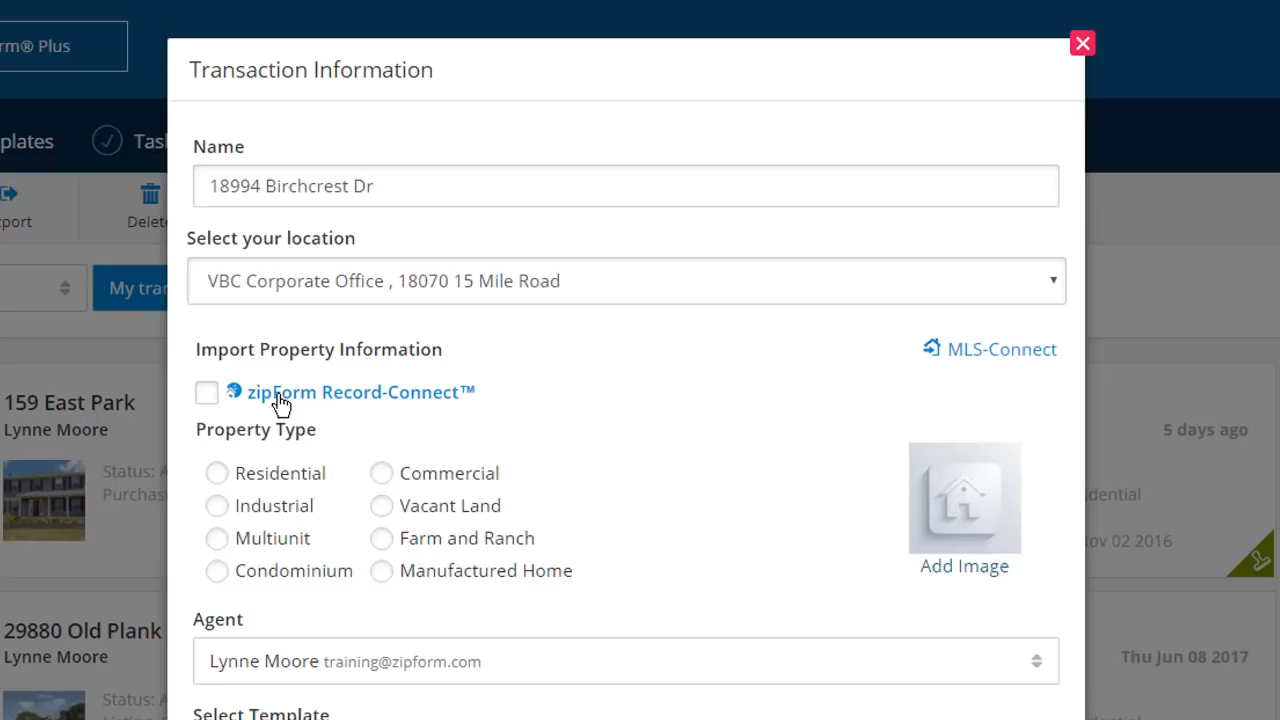 rm® Plus
Transaction Information
plates
Tas
Name
18994 Birchcrest Dr
port
Delete
Select your location
VBC Corporate Office , 18070 15 Mile Road
My tra
Import Property Information
MLS-Connect
zipForm Record-Connect™
159 East Park
Lynne Moore
Property Type
5 days ago
Status: A
Purchas
Residential
Commercial
Industrial
Vacant Land
Multiunit
Farm and Ranch
Condominium
Manufactured Home
Add Image
idential
ov 02 2016
Agent
29880 Old Plank
Lynne Moore
Lynne Moore training@zipform.com
Thu Jun 08 2017
Status: A
Select Template